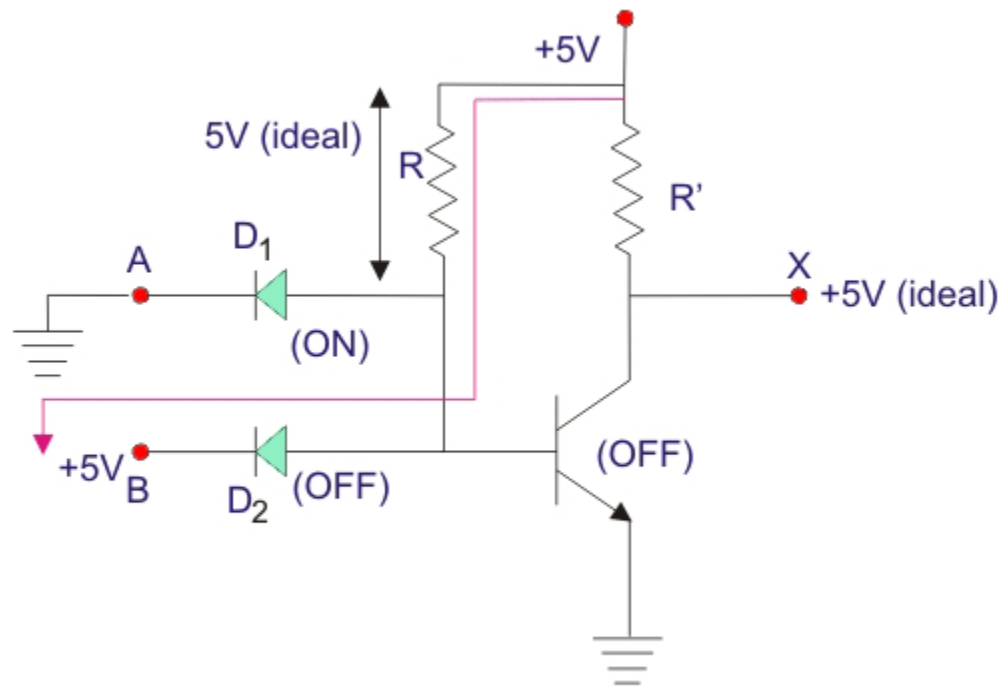 +5V
5V (ideal)
R
R’
D1
A
X
+5V (ideal)
(ON)
+5V
B
D2
(OFF)
(OFF)